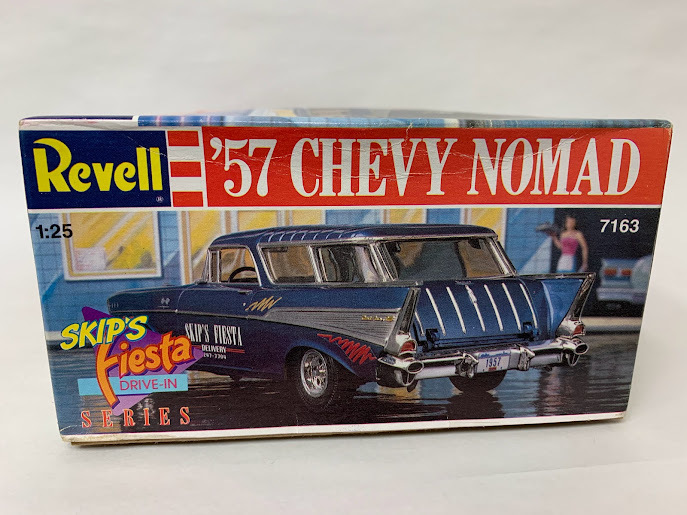 Revell
®
'57 CHEVY NOMAD
1:25
7163
SKIP'S
Fiesta
DRIVE-IN
SERIES
SKIP'S FIESTA
DELIVERY
1957